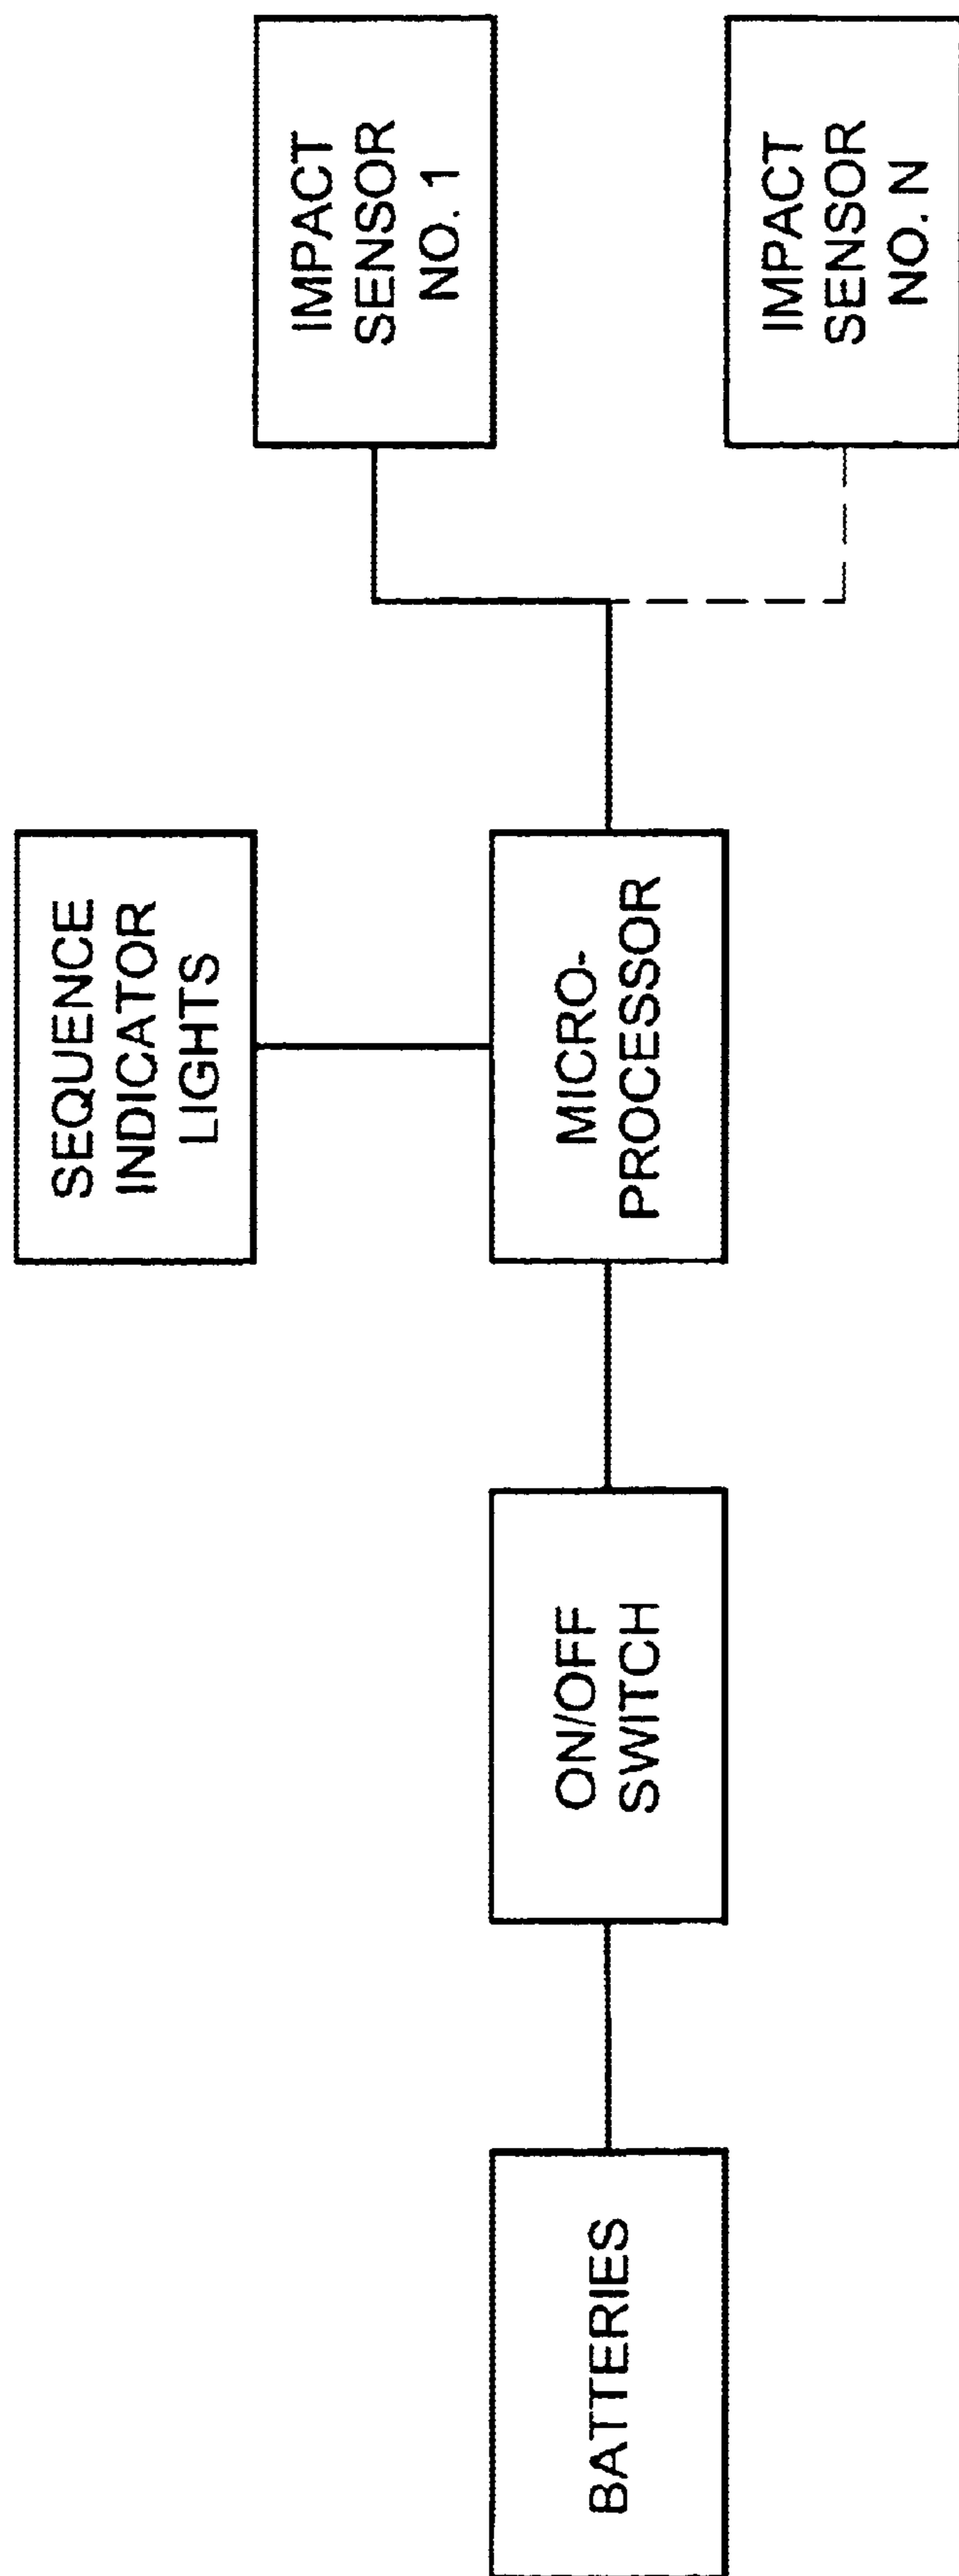 SEQUENCE
INDICATOR
LIGHTS
IMPACT
SENSOR
NO. 1
BATTERIES
ON/OFF
SWITCH
MICRO-
PROCESSOR
IMPACT
SENSOR
NO. N